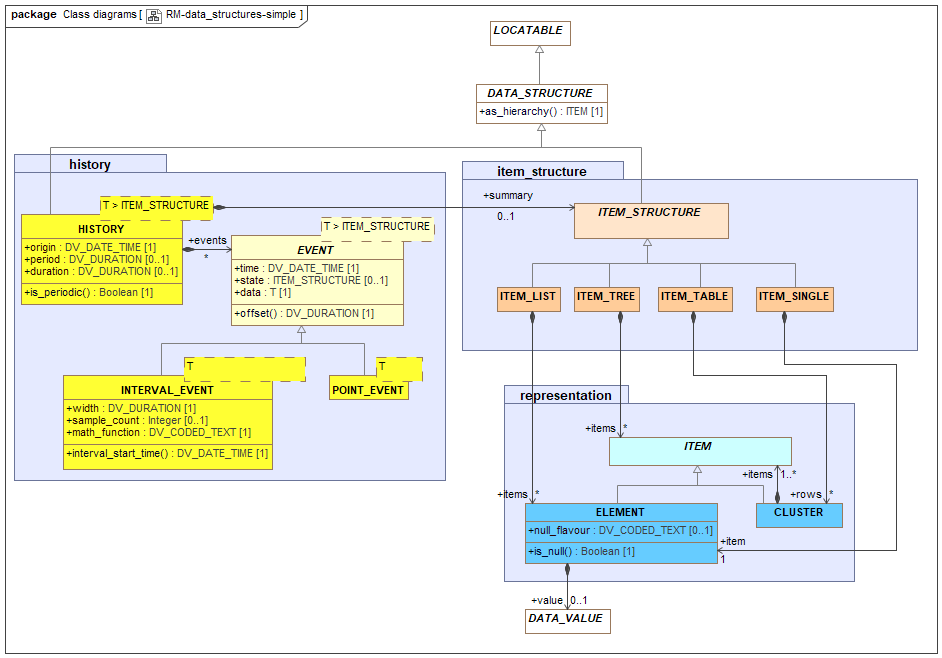 package Class diagrams [ RM-data_structures-simple ]
LOCATABLE
DATA_STRUCTURE
+as_hierarchy() : ITEM [1]
history
T > ITEM_STRUCTURE
HISTORY
+origin : DV_DATE_TIME [1]
+period : DV_DURATION [0..1]
+duration : DV_DURATION [0..1]
+is_periodic() : Boolean [1]
+events
*
T > ITEM_STRUCTURE
EVENT
+time : DV_DATE_TIME [1]
+state : ITEM_STRUCTURE [0..1]
+data : T [1]
+offset() : DV_DURATION [1]
T
INTERVAL_EVENT
+width : DV_DURATION [1]
+sample_count : Integer [0..1]
+math_function : DV_CODED_TEXT [1]
+interval_start_time() : DV_DATE_TIME [1]
T
POINT_EVENT
item_structure
+summary
0..1
ITEM_STRUCTURE
ITEM_LIST
ITEM_TREE
ITEM_TABLE
ITEM_SINGLE
representation
+items *
ITEM
+items 1..*
+items *
+rows *
ELEMENT
+null_flavour : DV_CODED_TEXT [0..1]
+is_null() : Boolean [1]
CLUSTER
+item
1
+value 0..1
DATA_VALUE